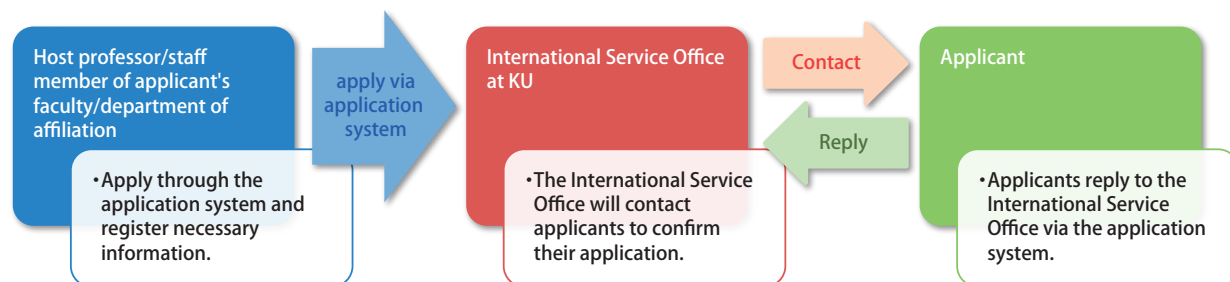 Host professor/staff
member of applicant's
faculty/department of
affiliation
•Apply through the
application system and
register necessary
information.
apply via
application
system
International Service Office
at KU
•The International Service
Office will contact
applicants to confirm
their application.
Contact
Reply
Applicant
•Applicants reply to the
International Service
Office via the application
system.